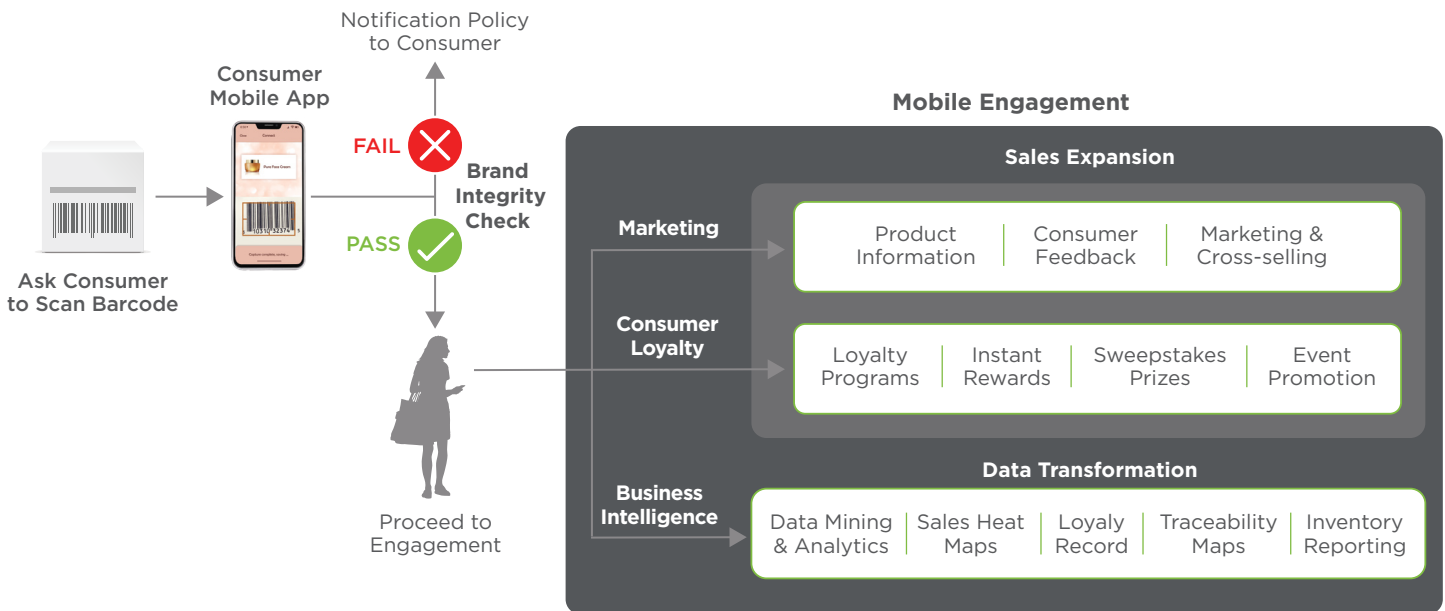 Notification Policy
to Consumer
Consumer
Mobile App
FAIL
Brand
Integrity
Check
PASS
Ask Consumer
to Scan Barcode
Proceed to
Engagement
Mobile Engagement
Sales Expansion
Marketing
Product
Information
Consumer
Feedback
Marketing &
Cross-selling
Consumer
Loyalty
Loyalty
Programs
Instant
Rewards
Sweepstakes
Prizes
Event
Promotion
Data Transformation
Business
Intelligence
Data Mining
& Analytics
Sales Heat
Maps
Loyaly
Record
Traceability
Maps
Inventory
Reporting